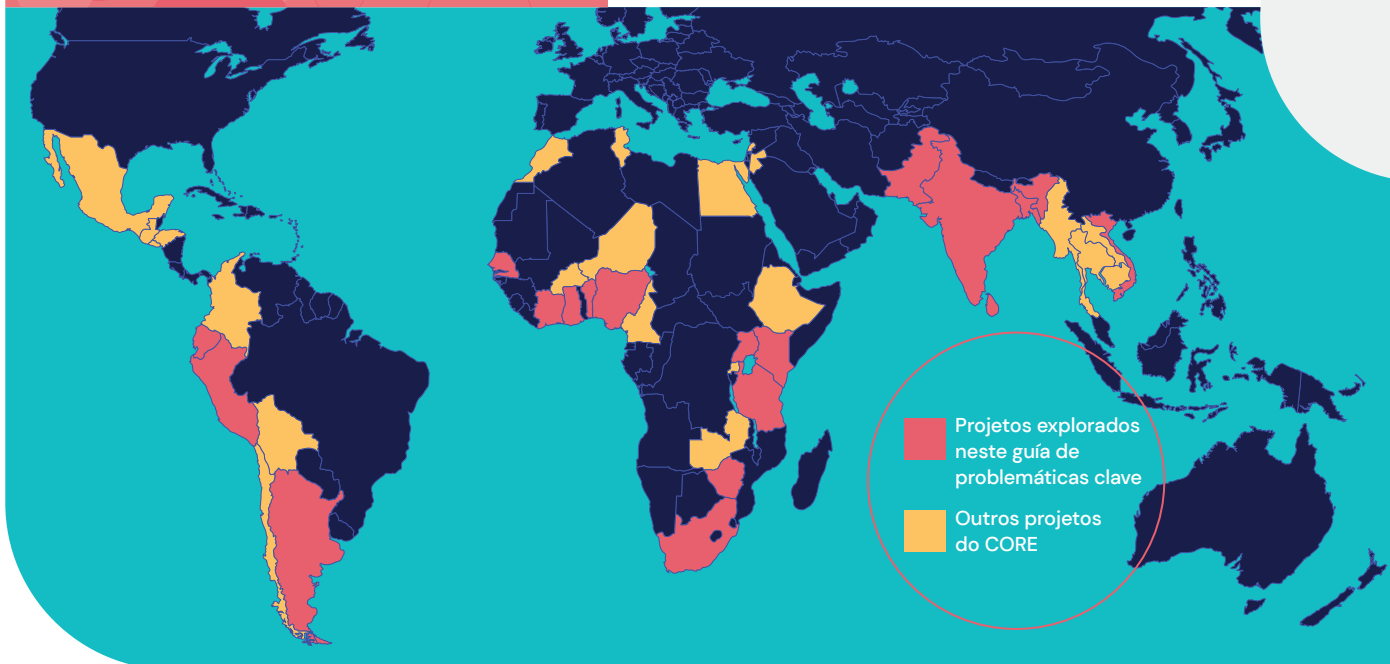 Projetos explorados
neste guía de
problemáticas clave
Outros projetos
do CORE